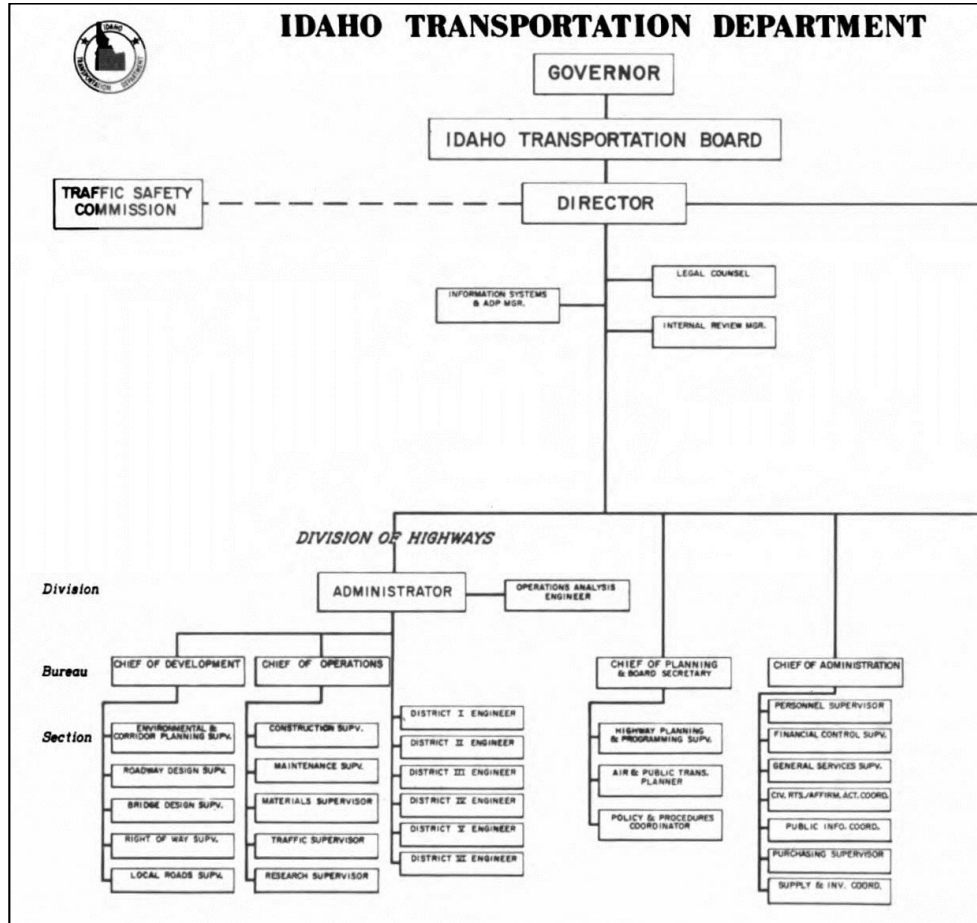 IDAHO TRANSPORTATION DEPARTMENT
IDAHO
TRANSPORTATION DEPARTMENT
GOVERNOR
IDAHO TRANSPORTATION BOARD
TRAFFIC SAFETY
COMMISSION
DIRECTOR
LEGAL COUNSEL
INFORMATION SYSTEMS
& ADP MGR.
INTERNAL REVIEW MGR.
DIVISION OF HIGHWAYS
Division
ADMINISTRATOR
OPERATIONS ANALYSIS
ENGINEER
Bureau
CHIEF OF DEVELOPMENT
CHIEF OF OPERATIONS
CHIEF OF PLANNING
& BOARD SECRETARY
CHIEF OF ADMINISTRATION
Section
ENVIRONMENTAL &
CORRIDOR PLANNING SUPV.
ROADWAY DESIGN SUPV.
BRIDGE DESIGN SUPV.
RIGHT OF WAY SUPV.
LOCAL ROADS SUPV.
CONSTRUCTION SUPV.
MAINTENANCE SUPV.
MATERIALS SUPERVISOR
TRAFFIC SUPERVISOR
RESEARCH SUPERVISOR
DISTRICT I ENGINEER
DISTRICT II ENGINEER
DISTRICT III ENGINEER
DISTRICT IV ENGINEER
DISTRICT V ENGINEER
DISTRICT VI ENGINEER
HIGHWAY PLANNING
& PROGRAMMING SUPV.
AIR & PUBLIC TRANS.
PLANNER
POLICY & PROCEDURES
COORDINATOR
PERSONNEL SUPERVISOR
FINANCIAL CONTROL SUPV.
GENERAL SERVICES SUPV.
CIV. RTS./AFFIRM. ACT. COORD.
PUBLIC INFO. COORD.
PURCHASING SUPERVISOR
SUPPLY & INV. COORD.